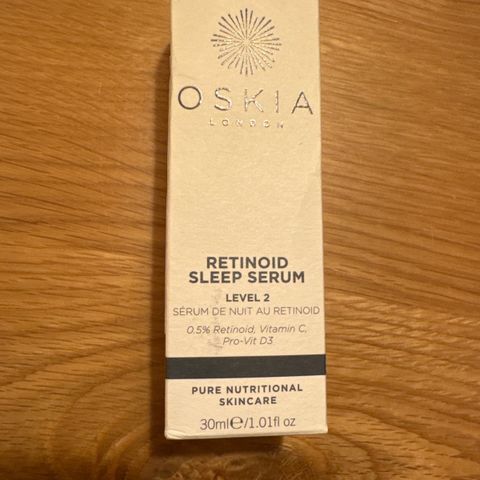 OSKIA
LONDON
RETINOID
SLEEP SERUM
LEVEL 2
SÉRUM DE NUIT AU RETINOID
0.5% Retinoid, Vitamin C,
Pro-Vit D3
PURE NUTRITIONAL
SKINCARE
30ml℮/1.01fl oz